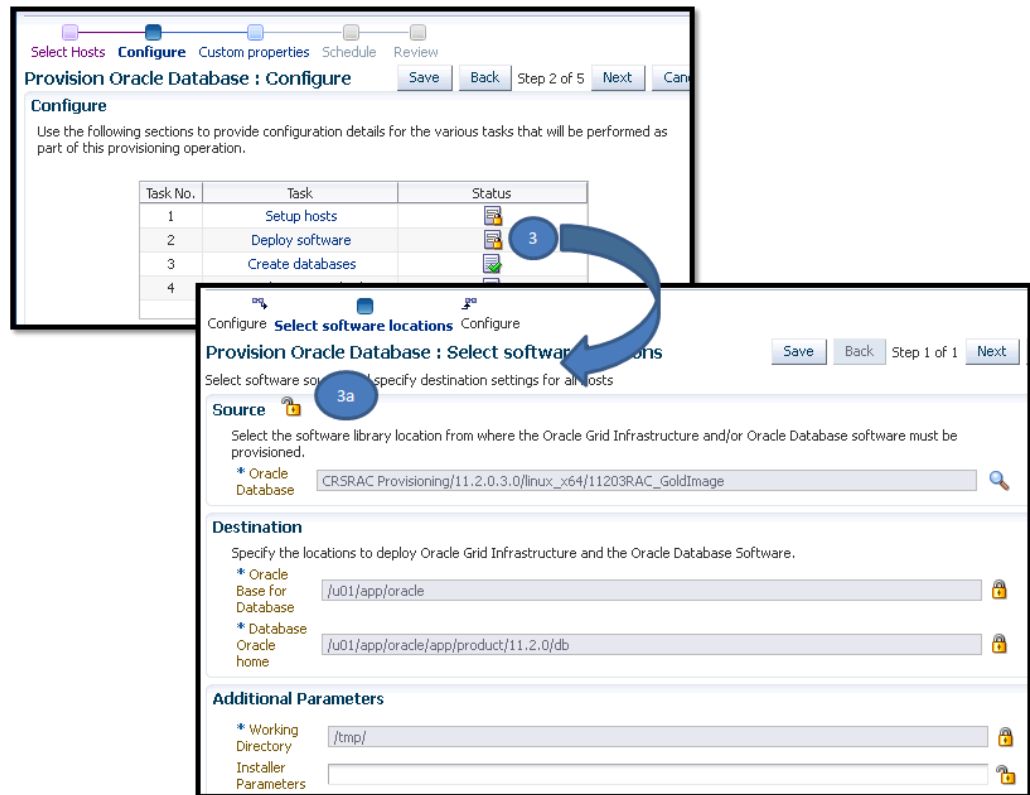 Select Hosts Configure Custom properties Schedule Review
Provision Oracle Database : Configure Save Back Step 2 of 5 Next
Configure
Use the following sections to provide configuration details for the various tasks that will be performed as
part of this provisioning operation.
Task No. Task Status
1 Setup hosts
2 Deploy software
3
3 Create databases
4
Configure Select software locations Configure
Provision Oracle Database : Select software Save Back Step 1 of 1 Next
Select software specify destination settings for all hosts
3a
Source
Select the software library location from where the Oracle Grid Infrastructure and/or Oracle Database software must be
provisioned.
* Oracle
Database
CRSRAC Provisioning/11.2.0.3.0/linux_x64/11203RAC_GoldImage
Destination
Specify the locations to deploy Oracle Grid Infrastructure and the Oracle Database Software.
* Oracle
Base for
Database
/u01/app/oracle
* Database
Oracle
home
/u01/app/oracle/app/product/11.2.0/db
Additional Parameters
* Working
Directory
/tmp/
Installer
Parameters